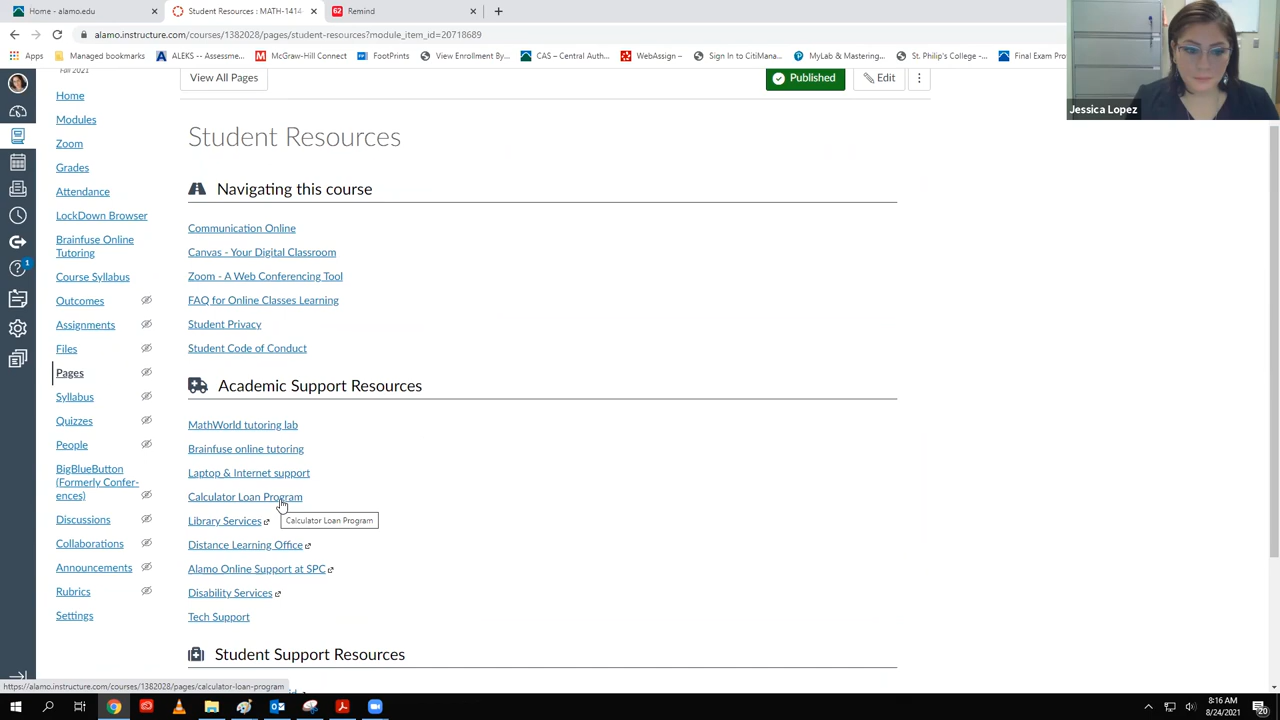 Home - alamo.edu
Student Resources : MATH-1414
62
Remind
alamo.instructure.com/courses/1382028/pages/student-resources?module_item_id=20718689
Apps
Managed bookmarks
ALEKS -- Assessme...
McGraw-Hill Connect
FootPrints
View Enrollment By...
CAS – Central Auth...
WebAssign –
Sign In to CitiMana...
MyLab & Mastering...
St. Philip's College -...
Final Exam Pro
Jessica Lopez
Fall 2021
Home
Modules
Zoom
Grades
Attendance
LockDown Browser
Brainfuse Online
Tutoring
Course Syllabus
Outcomes
Assignments
Files
Pages
Syllabus
Quizzes
People
BigBlueButton
(Formerly Confer-
ences)
Discussions
Collaborations
Announcements
Rubrics
Settings
1
View All Pages
Published
Edit
Student Resources
Navigating this course
Communication Online
Canvas - Your Digital Classroom
Zoom - A Web Conferencing Tool
FAQ for Online Classes Learning
Student Privacy
Student Code of Conduct
Academic Support Resources
MathWorld tutoring lab
Brainfuse online tutoring
Laptop & Internet support
Calculator Loan Program
Calculator Loan Program
Library Services
Distance Learning Office
Alamo Online Support at SPC
Disability Services
Tech Support
Student Support Resources
https://alamo.instructure.com/courses/1382028/pages/calculator-loan-program
8:16 AM
8/24/2021
20